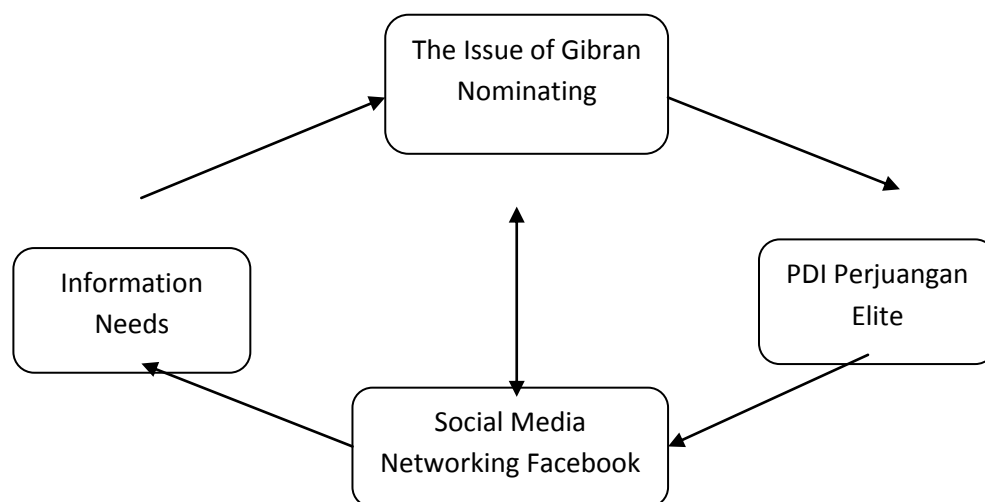 The Issue of Gibran
Nominating
Information
Needs
PDI Perjuangan
Elite
Social Media
Networking Facebook